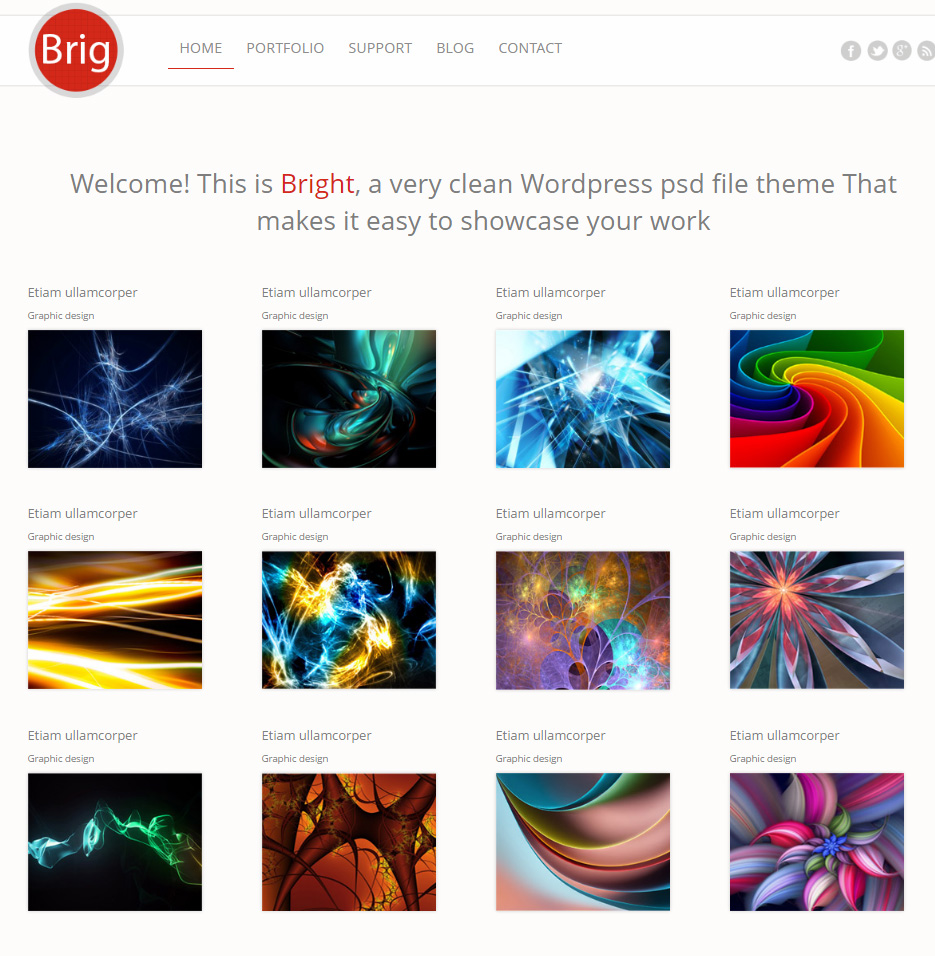 Brig
HOME PORTFOLIO SUPPORT BLOG CONTACT
Welcome! This is Bright, a very clean Wordpress psd file theme That
makes it easy to showcase your work
Etiam ullamcorper Etiam ullamcorper Etiam ullamcorper Etiam ullamcorper
Graphic design Graphic design Graphic design Graphic design
Etiam ullamcorper Etiam ullamcorper Etiam ullamcorper Etiam ullamcorper
Graphic design Graphic design Graphic design Graphic design
Etiam ullamcorper Etiam ullamcorper Etiam ullamcorper Etiam ullamcorper
Graphic design Graphic design Graphic design Graphic design